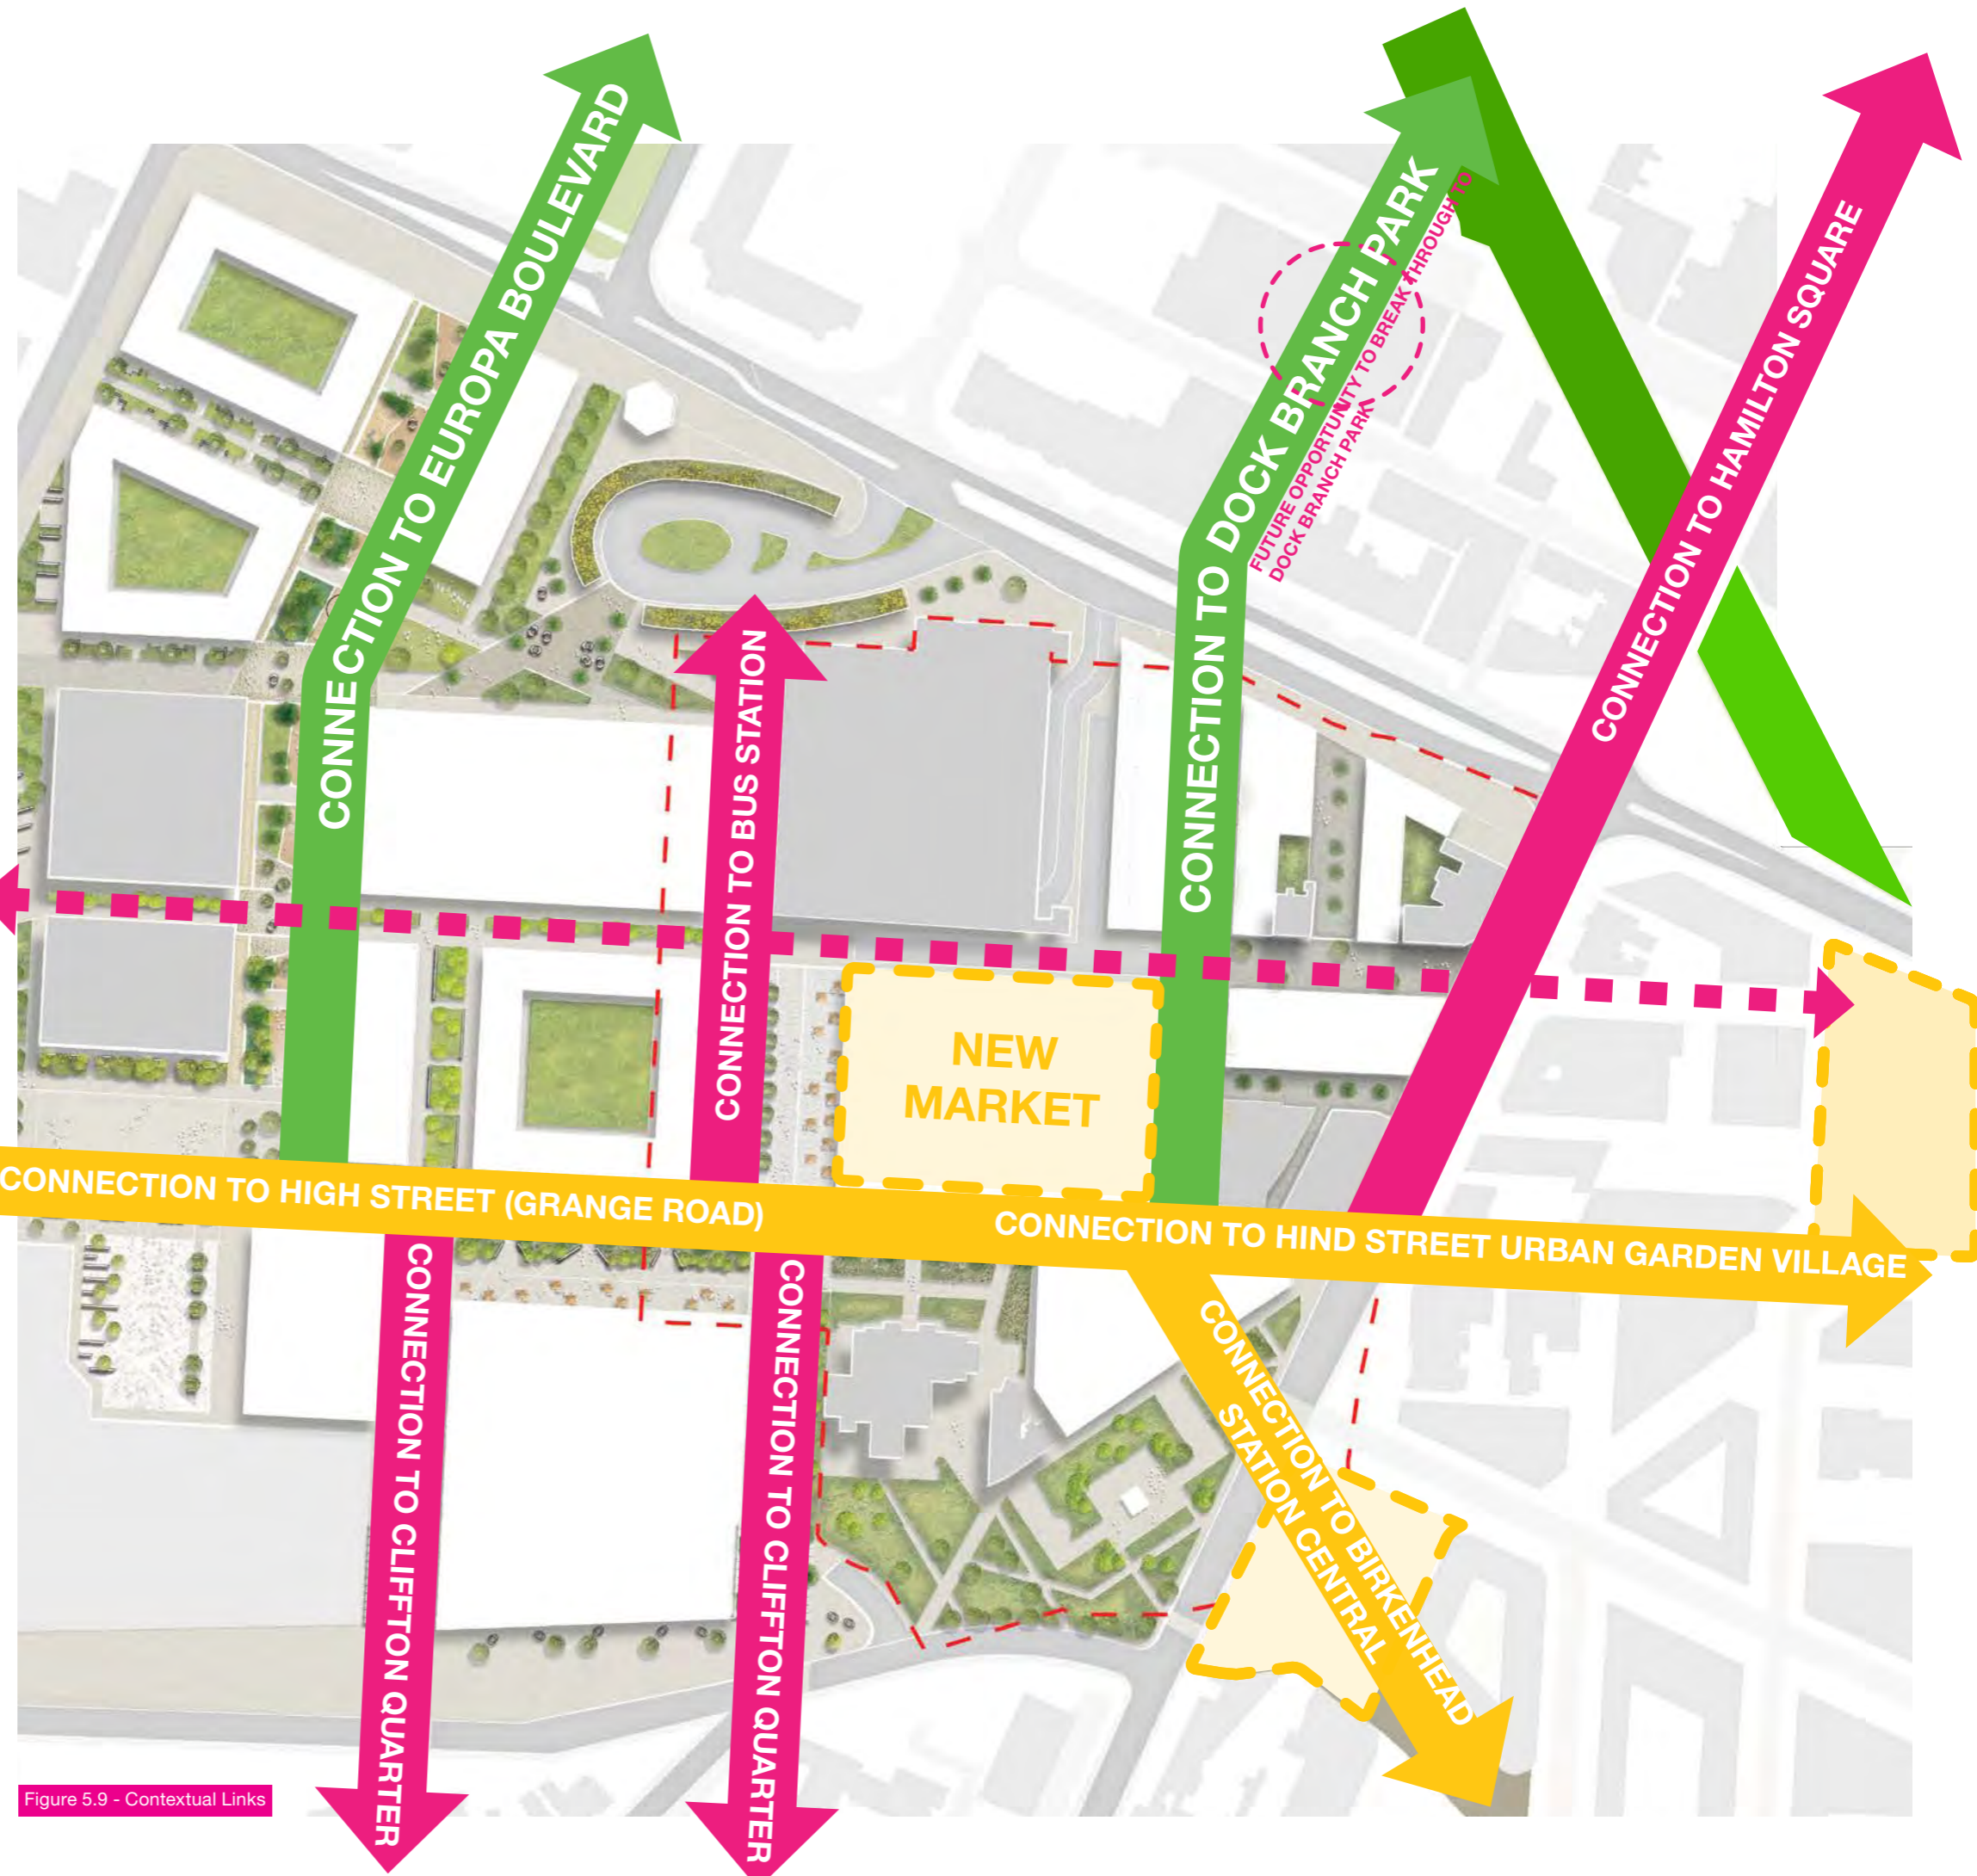 CONNECTION TO EUROPA BOULEVARD
CONNECTION TO DOCK BRANCH PARK
FUTURE OPPORTUNITY TO BREAK THROUGH TO
DOCK BRANCH PARK
CONNECTION TO HAMILTON SQUARE
CONNECTION TO BUS STATION
NEW
MARKET
CONNECTION TO HIGH STREET (GRANGE ROAD)
CONNECTION TO HIND STREET URBAN GARDEN VILLAGE
CONNECTION TO CLIFFTON QUARTER
CONNECTION TO CLIFFTON QUARTER
CONNECTION TO BIRKENHEAD
STATION CENTRAL
Figure 5.9 - Contextual Links